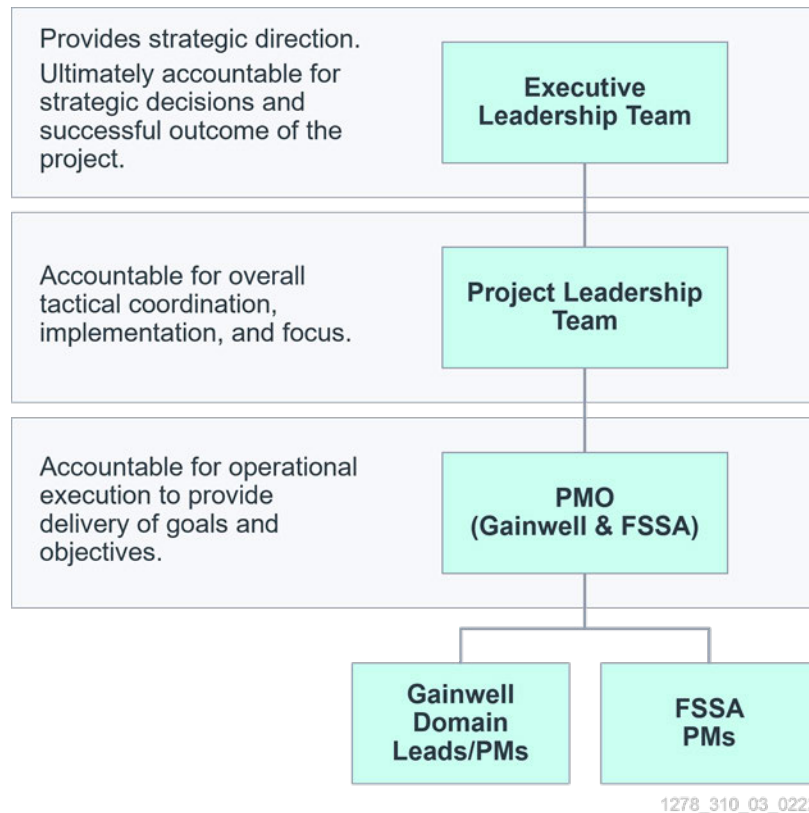 Provides strategic direction.
Ultimately accountable for
strategic decisions and
successful outcome of the
project.
Executive
Leadership Team
Accountable for overall
tactical coordination,
implementation, and focus.
Project Leadership
Team
Accountable for operational
execution to provide
delivery of goals and
objectives.
PMO
(Gainwell & FSSA)
Gainwell
Domain
Leads/PMs
FSSA
PMs